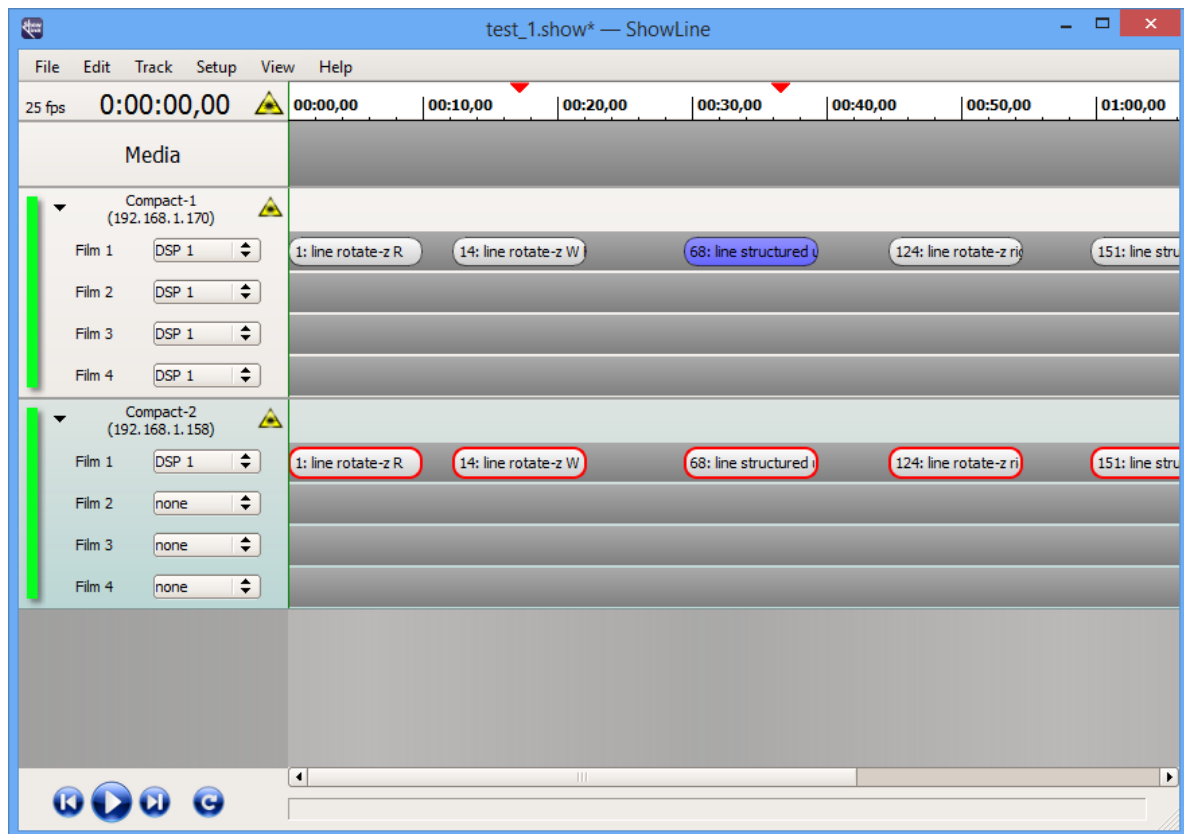 test_1.show* — ShowLine
File Edit Track Setup View Help
25 fps 0:00:00,00 00:00,00 00:10,00 00:20,00 00:30,00 00:40,00 00:50,00 01:00,00
Media
Compact-1
(192.168.1.170)
Film 1 DSP 1 1: line rotate-z R 14: line rotate-z W 68: line structured 124: line rotate-z rig 151: line stru
Film 2 DSP 1
Film 3 DSP 1
Film 4 DSP 1
Compact-2
(192.168.1.158)
Film 1 DSP 1 1: line rotate-z R 14: line rotate-z W 68: line structured 124: line rotate-z ri 151: line stru
Film 2 none
Film 3 none
Film 4 none